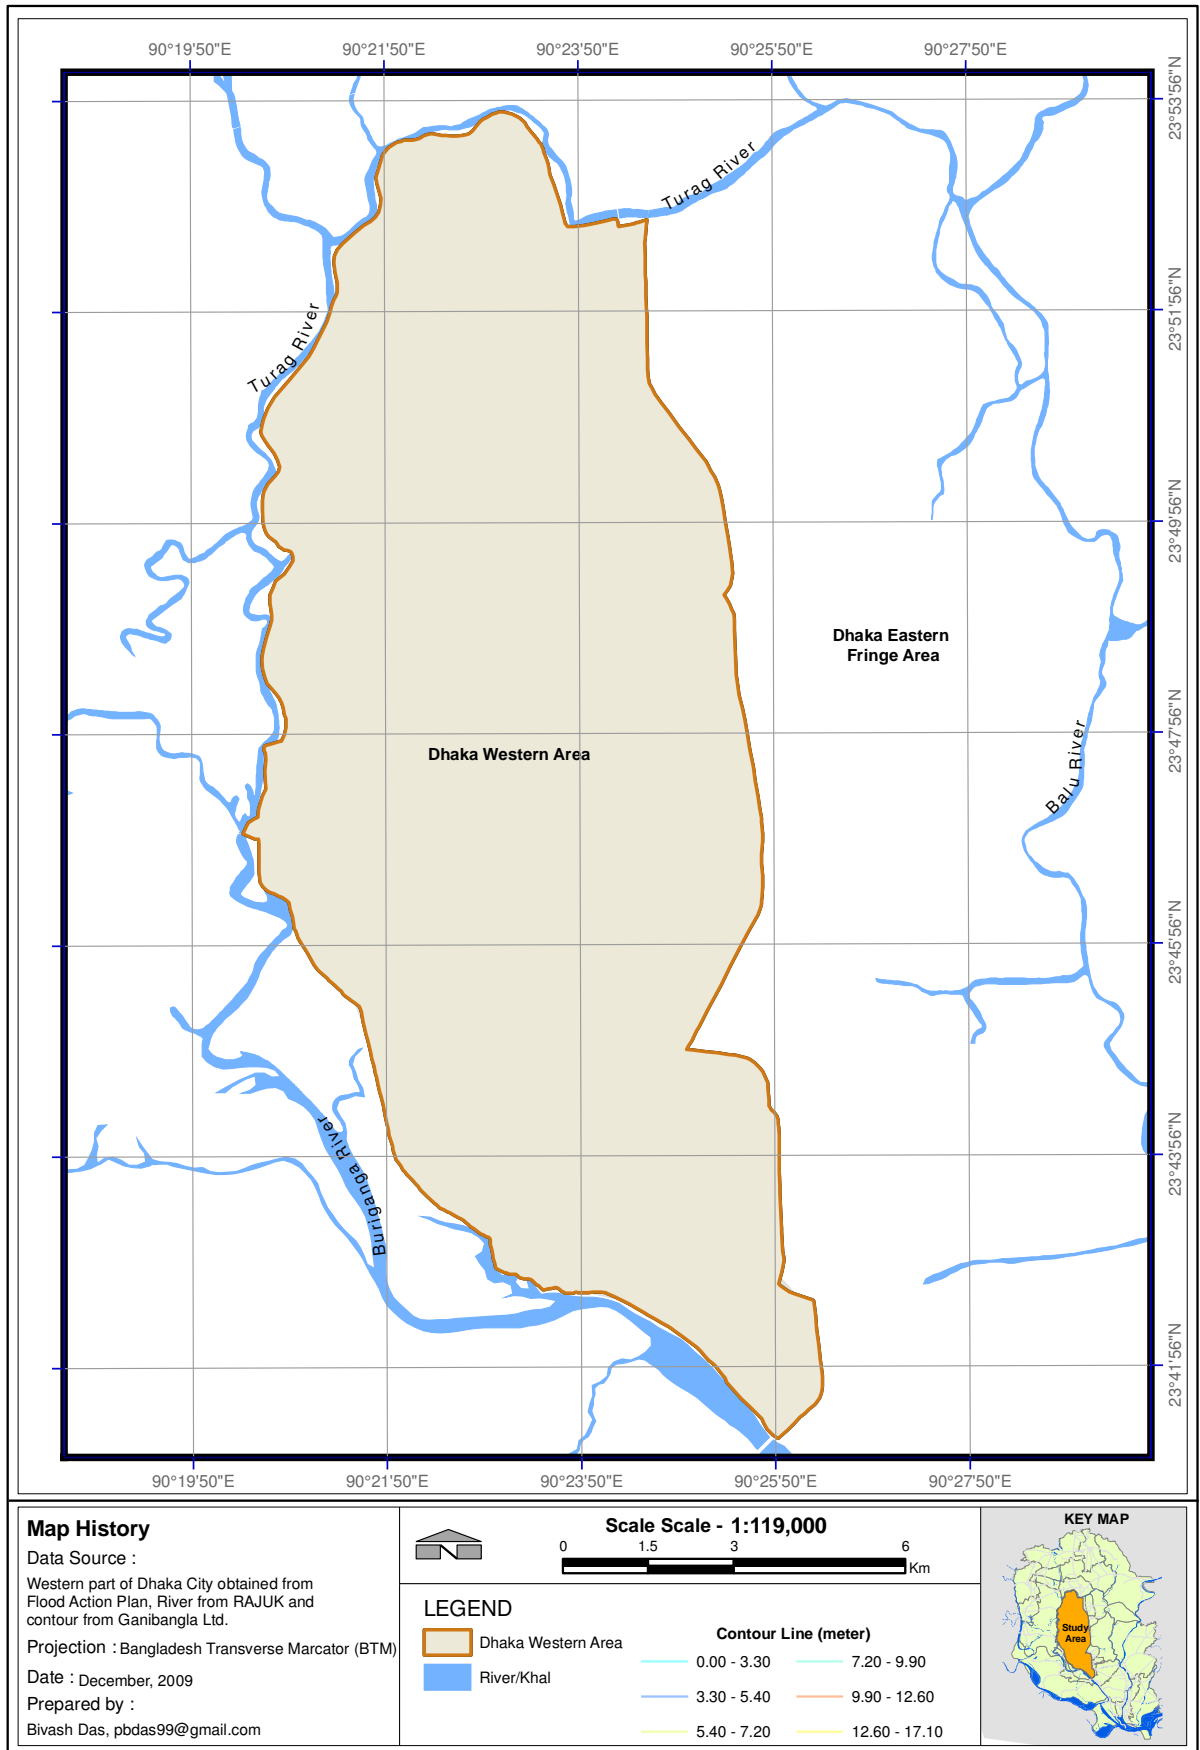 90°19'50"E 90°21'50"E 90°23'50"E 90°25'50"E 90°27'50"E
23°53'56"N
Turag River
Turag River
23°51'56"N
23°49'56"N
Dhaka Eastern
Fringe Area
23°47'56"N
Dhaka Western Area
Balu River
23°45'56"N
23°43'56"N
Buriganga River
23°41'56"N
90°19'50"E 90°21'50"E 90°23'50"E 90°25'50"E 90°27'50"E
Map History
Data Source :
Western part of Dhaka City obtained from
Flood Action Plan, River from RAJUK and
contour from Ganibangla Ltd.
Projection : Bangladesh Transverse Marcator (BTM)
Date : December, 2009
Prepared by :
Bivash Das, pbdas99@gmail.com
N
Scale Scale - 1:119,000
0 1.5 3 6
Km
LEGEND
Dhaka Western Area
River/Khal
Contour Line (meter)
0.00 - 3.30 7.20 - 9.90
3.30 - 5.40 9.90 - 12.60
5.40 - 7.20 12.60 - 17.10
KEY MAP
Study
Area